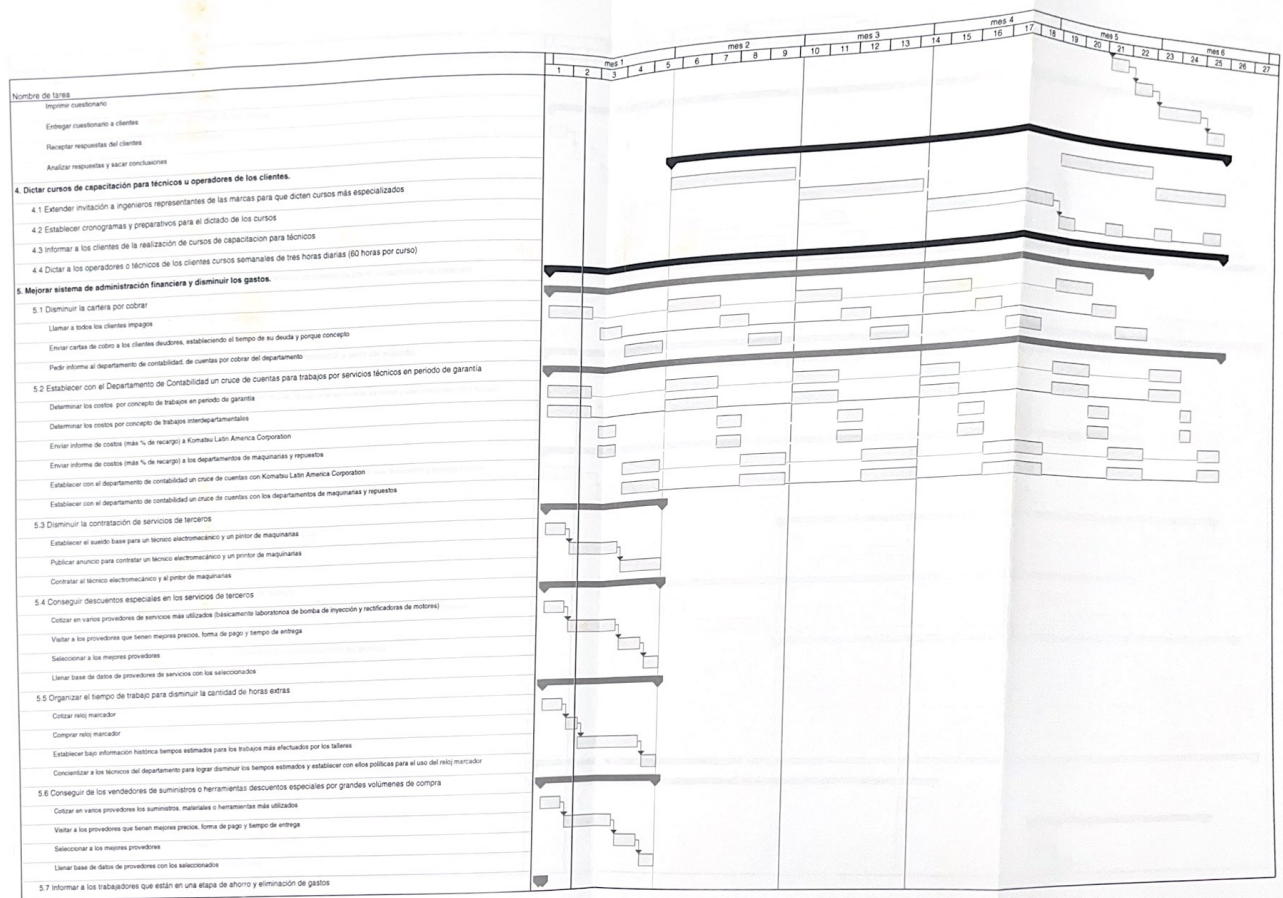 mes 1 mes 2 mes 3 mes 4 mes 5 mes 6
1 2 3 4 5 6 7 8 9 10 11 12 13 14 15 16 17 18 19 20 21 22 23 24 25 26 27
Nombre de tarea
Imprimir cuestionario
Entregar cuestionario a clientes
Receptar respuestas del clientes
Analizar respuestas y sacar conclusiones
4. Dictar cursos de capacitación para técnicos u operadores de los clientes.
4.1 Extender invitación a ingenieros representantes de las marcas para que dicten cursos más especializados
4.2 Establecer cronogramas y preparativos para el dictado de los cursos
4.3 Informar a los clientes de la realización de cursos de capacitacion para técnicos
4.4 Dictar a los operadores o técnicos de los clientes cursos semanales de tres horas diarias (60 horas por curso)
5. Mejorar sistema de administración financiera y disminuir los gastos.
5.1 Disminuir la cartera por cobrar
Llamar a todos los clientes impagos
Enviar cartas de cobro a los clientes deudores, estableciendo el tiempo de su deuda y porque concepto
Pedir informe al departamento de contabilidad, de cuentas por cobrar del departamento
5.2 Establecer con el Departamento de Contabilidad un cruce de cuentas para trabajos por servicios técnicos en periodo de garantía
Determinar los costos por concepto de trabajos en periodo de garantia
Determinar los costos por concepto de trabajos interdepartamentales
Enviar informe de costos (más % de recargo) a Komatsu Latin America Corporation
Enviar informe de costos (más % de recargo) a los departamentos de maquinarias y repuestos
Establecer con el departamento de contabilidad un cruce de cuentas con Komatsu Latin America Corporation
Establecer con el departamento de contabilidad un cruce de cuentas con los departamentos de maquinarias y repuestos
5.3 Disminuir la contratación de servicios de terceros
Establecer el sueldo base para un técnico electromecánico y un pintor de maquinarias
Publicar anuncio para contratar un técnico electromecánico y un printor de maquinarias
Contratar al técnico electromecánico y al pintor de maquinarias
5.4 Conseguir descuentos especiales en los servicios de terceros
Cotizar en varios provedores de servicios más utilizados (básicamente laboratorioa de bomba de inyección y rectificadoras de motores)
Visitar a los provedores que tienen mejores precios, forma de pago y tiempo de entrega
Seleccionar a los mejores provedores
Llenar base de datos de provedores de servicios con los seleccionados
5.5 Organizar el tiempo de trabajo para disminuir la cantidad de horas extras
Cotizar reloj marcador
Comprar reloj marcador
Establecer bajo información histórica tiempos estimados para los trabajos más efectuados por los talleres
Concientizar a los técnicos del departamento para lograr disminuir los tiempos estimados y establecer con ellos políticas para el uso del reloj marcador
5.6 Conseguir de los vendedores de suministros o herramientas descuentos especiales por grandes volúmenes de compra
Cotizar en varios provedores los suministros, materiales o herramientas más utilizados
Visitar a los provedores que tienen mejores precios, forma de pago y tiempo de entrega
Seleccionar a los mejores provedores
Llenar base de datos de provedores con los seleccionados
5.7 Informar a los trabajadores que están en una etapa de ahorro y eliminación de gastos